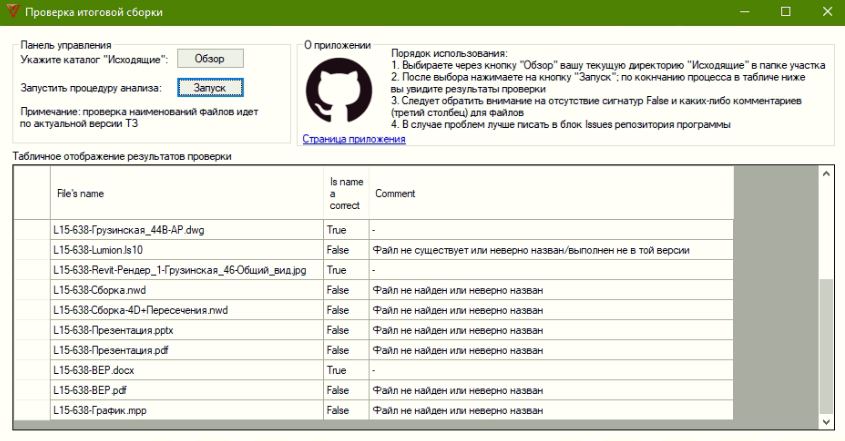 Проверка итоговой сборки
Панель управления
Укажите каталог "Исходящие":
Обзор
Запустить процедуру анализа:
Запуск
Примечание: проверка наименований файлов идет
по актуальной версии ТЗ
О приложении
Страница приложения
Порядок использования:
1. Выбираете через кнопку "Обзор" вашу текущую директорию "Исходящие" в папке участка
2. После выбора нажимаете на кнопку "Запуск"; по кокнчанию процесса в табличе ниже
вы увидите результаты проверки
3. Следует обратить внимание на отсутствие сигнатур False и каких-либо комментариев
(третий столбец) для файлов
4. В случае проблем лучше писать в блок Issues репозитория программы
Табличное отображение результатов проверки
File's name
Is name
a
correct
Comment
L15-638-Грузинская_44В-АР.dwg True -
L15-638-Lumion.ls10 False Файл не существует или неверно назван/выполнен не в той версии
L15-638-Revit-Рендер_1-Грузинская_46-Общий_вид.jpg True -
L15-638-Сборка.nwd False Файл не найден или неверно назван
L15-638-Сборка-4D+Пересечения.nwd False Файл не найден или неверно назван
L15-638-Презентация.pptx False Файл не найден или неверно назван
L15-638-Презентация.pdf False Файл не найден или неверно назван
L15-638-BEP.docx True -
L15-638-BEP.pdf False Файл не найден или неверно назван
L15-638-График.mpp False Файл не найден или неверно назван